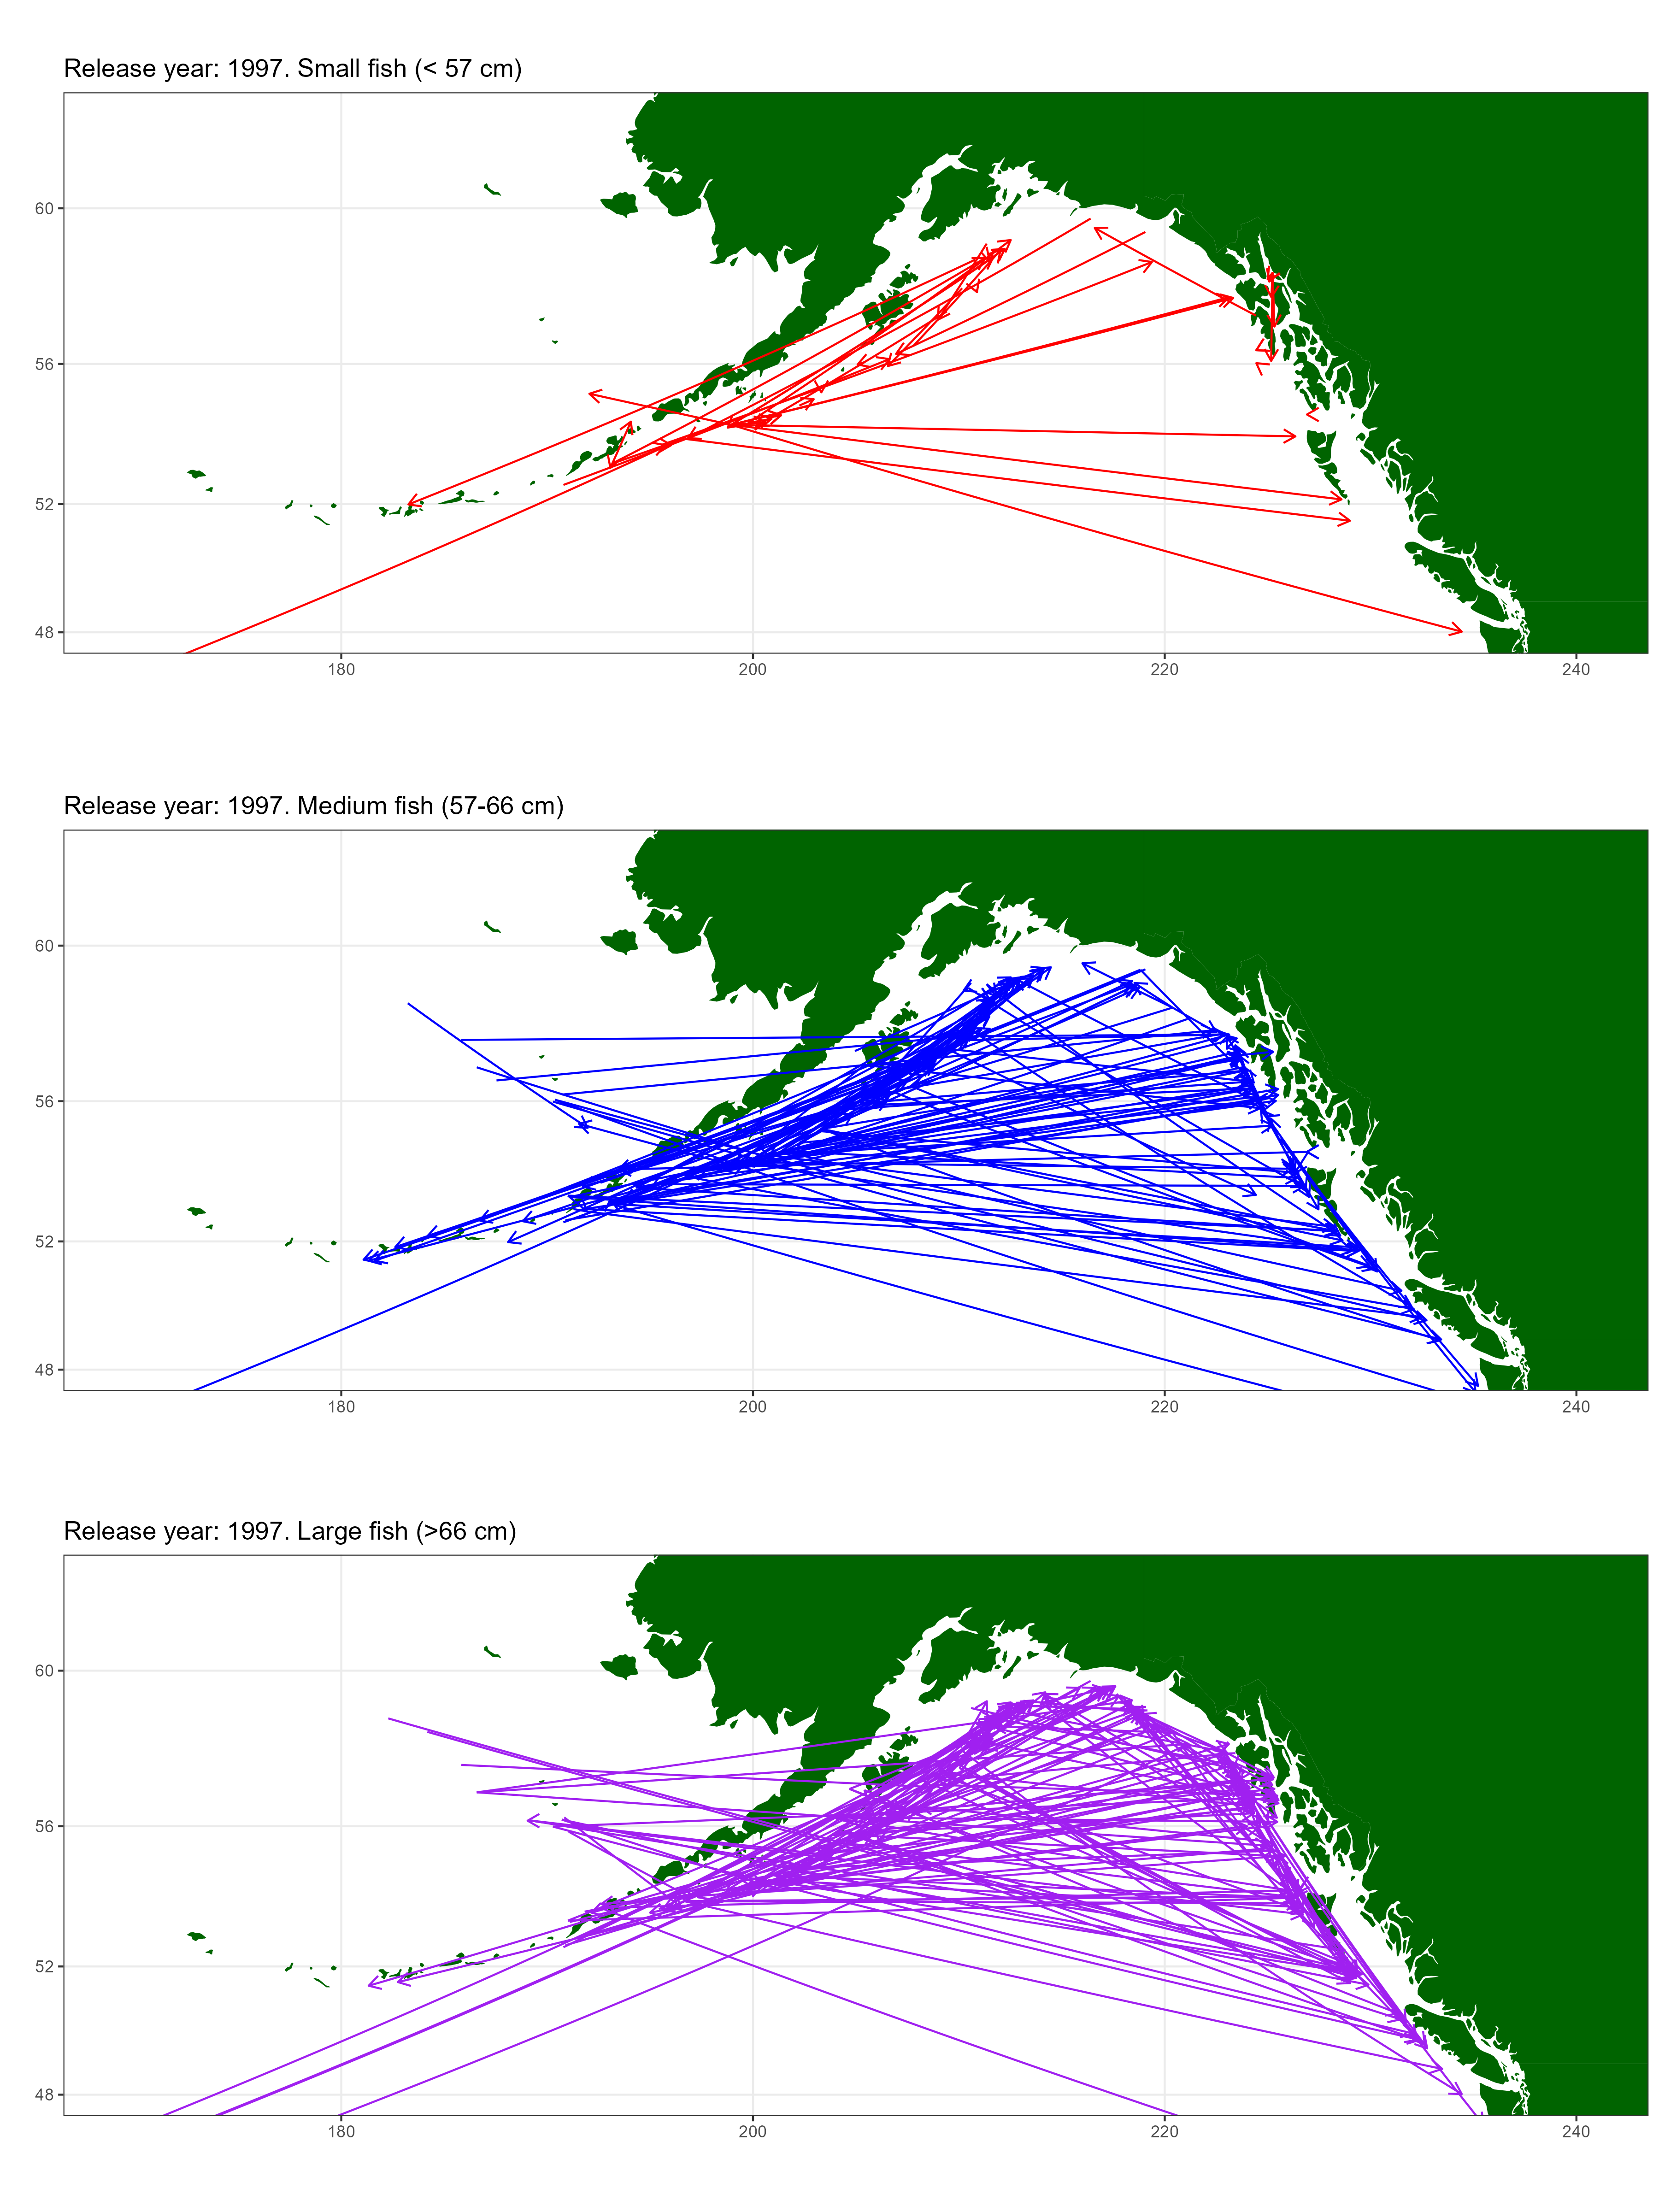 Release year: 1997. Small fish (< 57 cm)
60
56
52
48
180 200 220 240
Release year: 1997. Medium fish (57-66 cm)
60
56
52
48
180 200 220 240
Release year: 1997. Large fish (>66 cm)
60
56
52
48
180 200 220 240